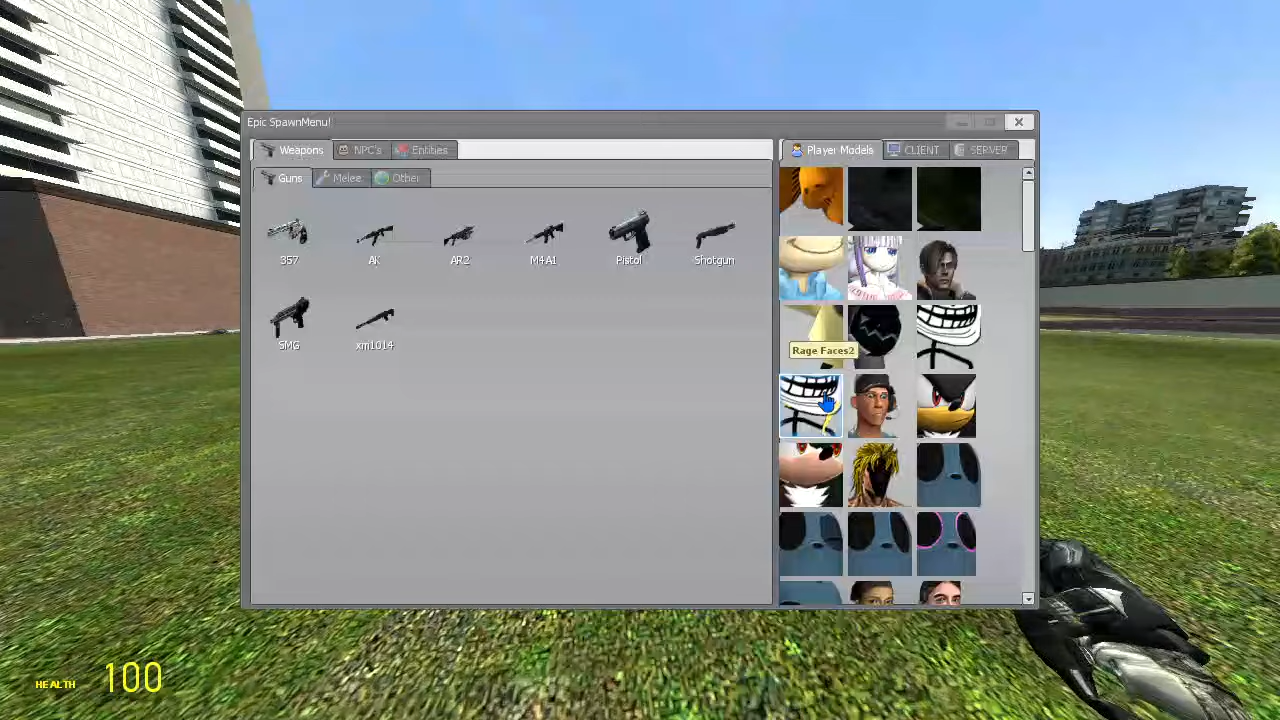 Epic SpawnMenu!
Weapons NPC's Entities
Player Models CLIENT SERVER
Guns Melee Other
357 AK AR2 M4A1 Pistol Shotgun
SMG xm1014
Rage Faces2
HEALTH 100